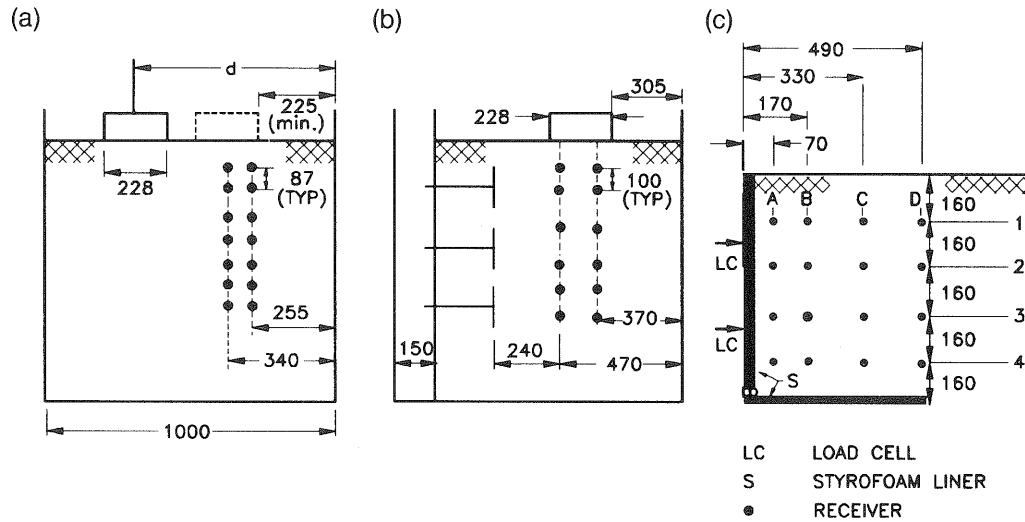 (a)
d
225
(min.)
228
87
(TYP)
255
340
1000
(b)
305
228
100
(TYP)
370
150
240
470
(c)
490
330
170
70
A B C D
160
1
LC
160
2
160
3
LC
160
4
S
160
LC LOAD CELL
S STYROFOAM LINER
RECEIVER